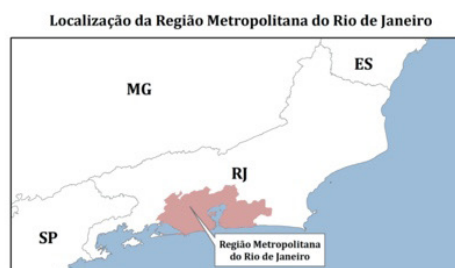 Localização da Região Metropolitana do Rio de Janeiro
ES
MG
RJ
SP
Região Metropolitana
do Rio de Janeiro